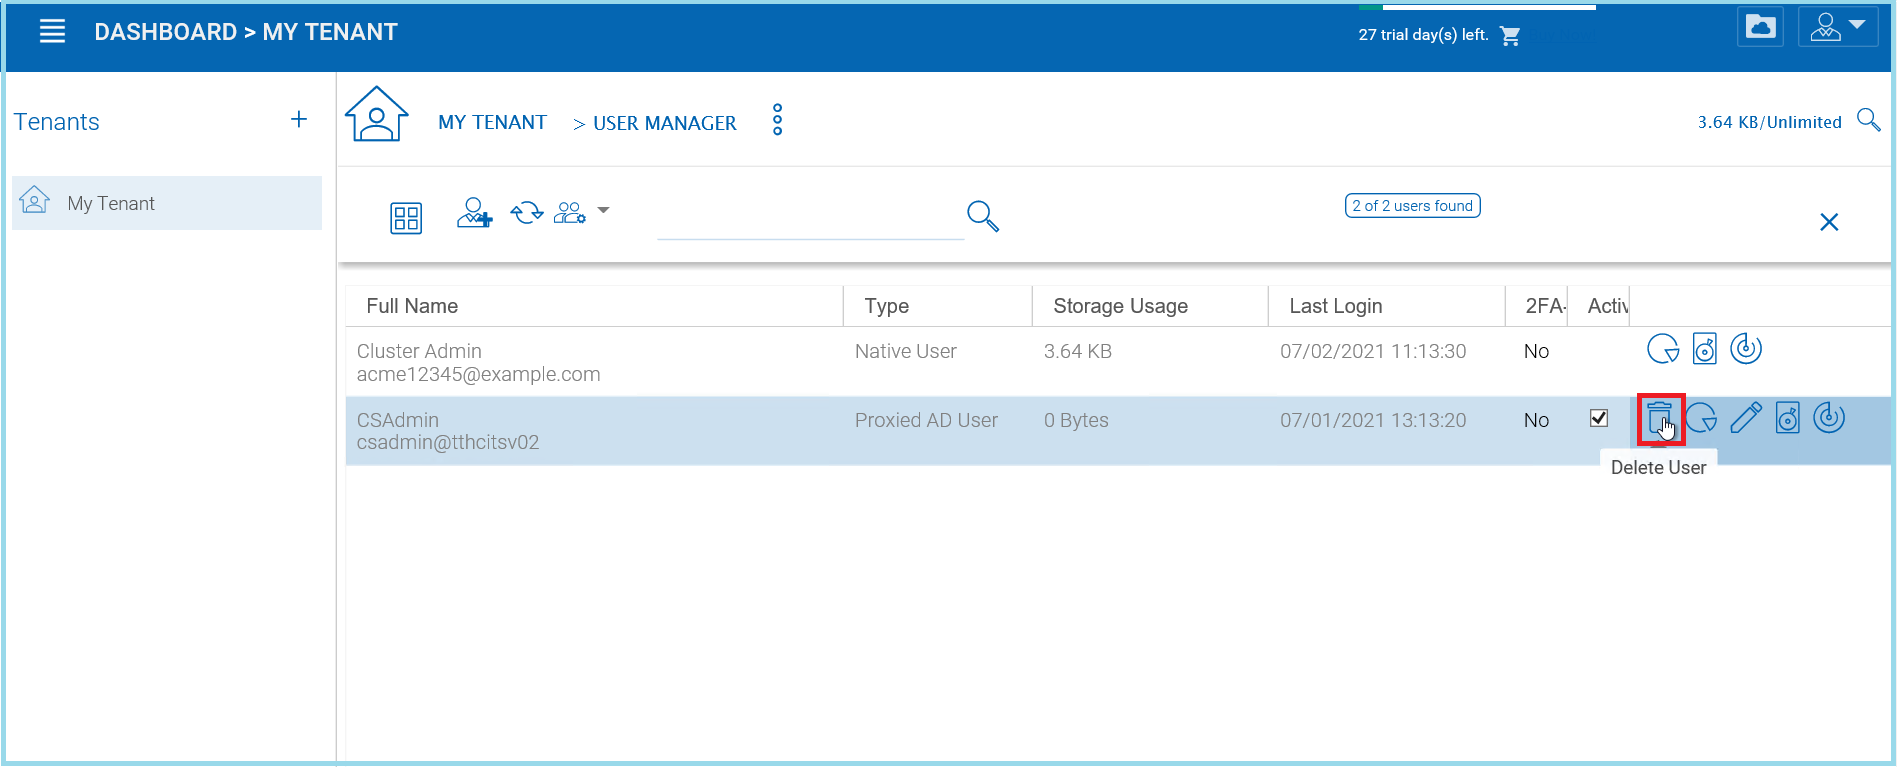 DASHBOARD > MY TENANT
27 trial day(s) left.
Tenants
My Tenant
MY TENANT > USER MANAGER
3.64 KB/Unlimited
2 of 2 users found
Full Name Type Storage Usage Last Login 2FA- Activ
Cluster Admin Native User 3.64 KB 07/02/2021 11:13:30 No
acme12345@example.com
CSAdmin Proxied AD User 0 Bytes 07/01/2021 13:13:20 No
csadmin@tthcitsv02
Delete User